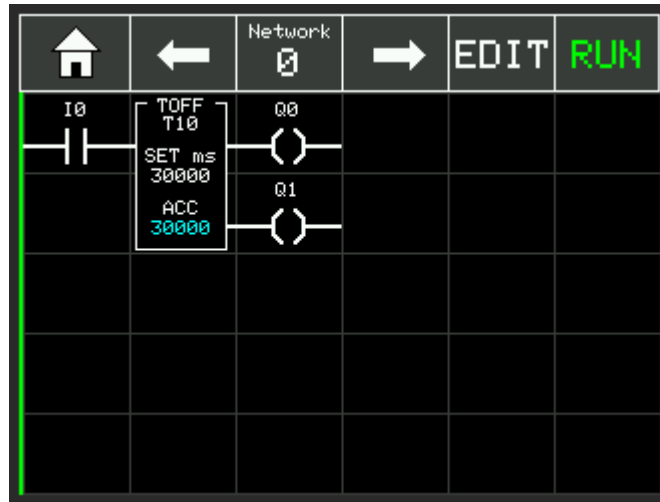 Network
0
EDIT
RUN
I0
TOFF
T10
SET ms
30000
ACC
30000
Q0
Q1